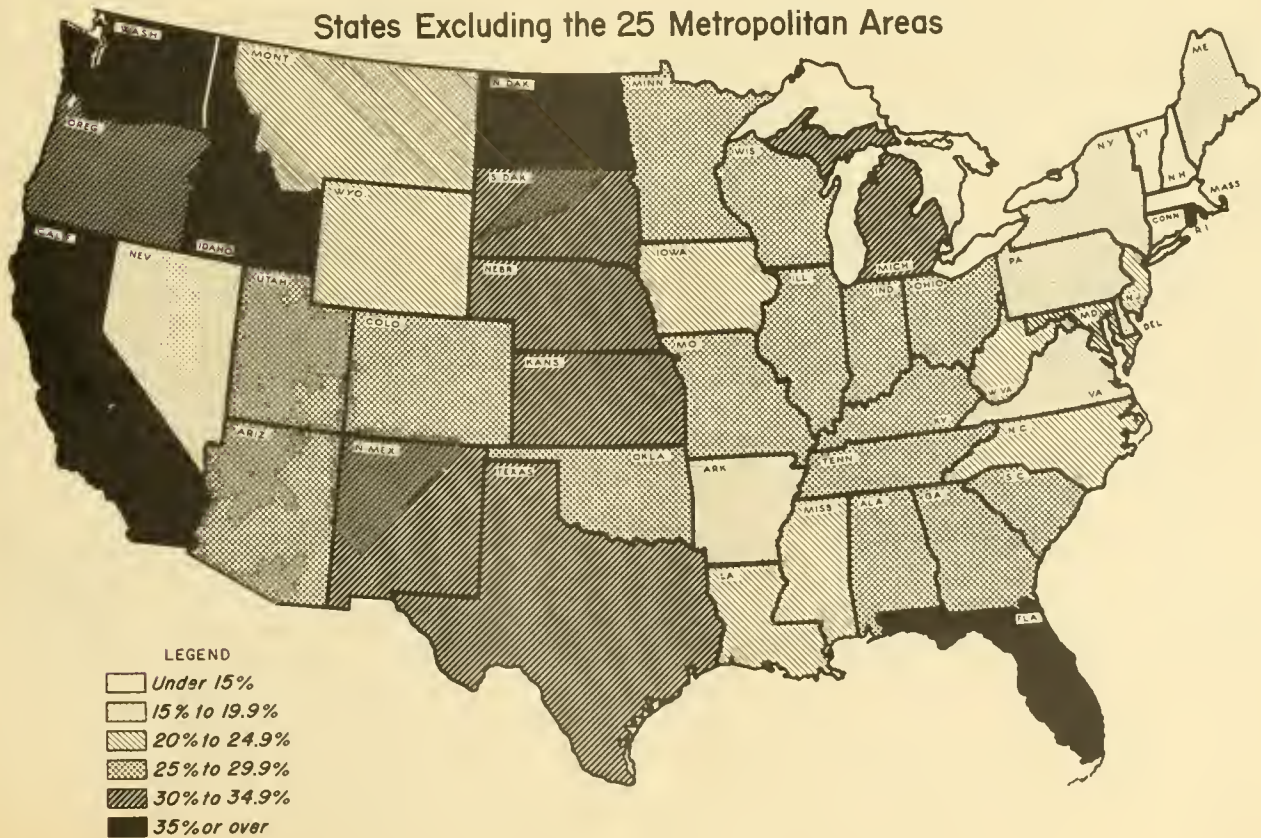 States Excluding the 25 Metropolitan Areas
WASH
MONT
N. DAK
MINN
ME
OREG
S. DAK
WIS
NY
VT
NH
MASS
WYO
CONN
R I
CALIF
IDAHO
NEV
UTAH
NEBR
IOWA
MICH
PA
ILL
IND
OHIO
N J
MD
DEL
COLO
KANS
MO
W VA
VA
KY
ARIZ
N. MEX
OKLA
TEXAS
ARK
TENN
N C
S C
MISS
ALA
GA
LA
FLA
LEGEND
Under 15%
15% to 19.9%
20% to 24.9%
25% to 29.9%
30% to 34.9%
35% or over